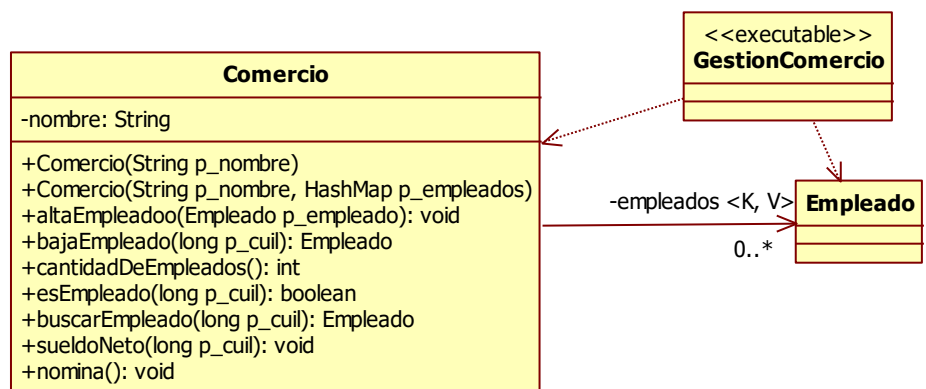 <<executable>>
GestionComercio
Comercio
-nombre: String
+Comercio(String p_nombre)
+Comercio(String p_nombre, HashMap p_empleados)
+altaEmpleadoo(Empleado p_empleado): void
+bajaEmpleado(long p_cuil): Empleado
+cantidadDeEmpleados(): int
+esEmpleado(long p_cuil): boolean
+buscarEmpleado(long p_cuil): Empleado
+sueldoNeto(long p_cuil): void
+nomina(): void
-empleados <K, V>
0..*
Empleado